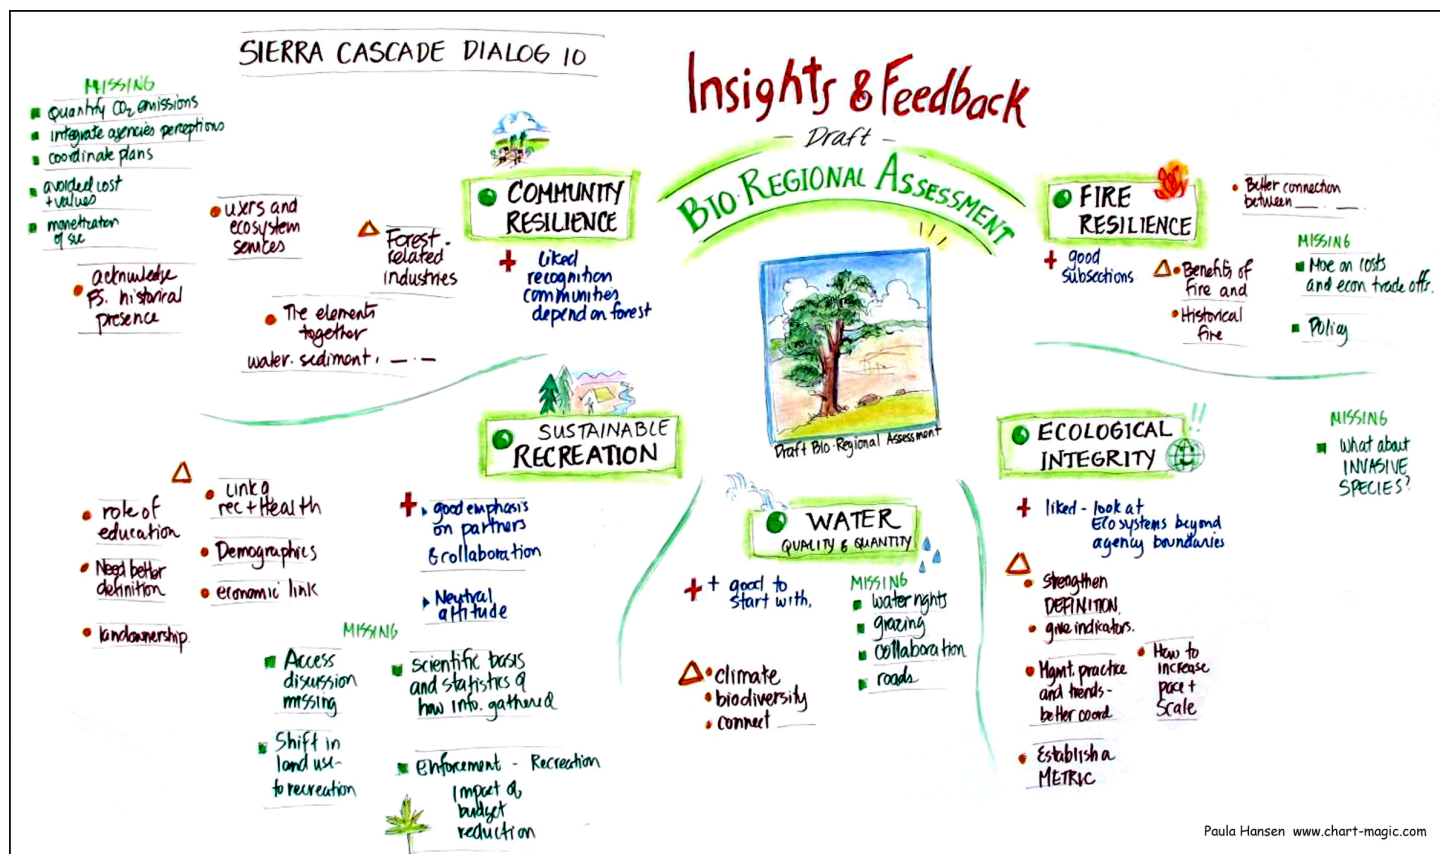 SIERRA CASCADE DIALOG 10
Insights & Feedback
Draft
BIO·REGIONAL ASSESSMENT
Draft Bio·Regional Assessment
MISSING
quantify CO2 emissions
integrate agencies perceptions
coordinate plans
avoided cost
+ values
monetization
of svc
acknowledge
FS. historical
presence
users and
ecosystem
services
The elements
together
water. sediment,
Forest-
related
industries
COMMUNITY
RESILIENCE
+ liked
recognition
communities
depend on forest
FIRE
RESILIENCE
+ good
subsections
Benefits of
fire and
Historical
fire
Better connection
between
MISSING
More on costs
and econ trade offs.
Policy
SUSTAINABLE
RECREATION
+ good emphasis
on partners
& collaboration
Neutral
attitude
role of
education
Need better
definition
landownership.
Link
rec + Health
Demographics
economic link
MISSING
Access
discussion
missing
Shift in
land use-
to recreation
scientific basis
and statistics of
how info. gathered
Enforcement - Recreation
Impact of
budget
reduction
WATER
QUALITY & QUANTITY
+ + good to
start with,
climate
biodiversity
connect
MISSING
water rights
grazing
collaboration
roads
ECOLOGICAL
INTEGRITY
!!
+ liked - look at
Ecosystems beyond
agency boundaries
strengthen
DEFINITION,
give indicators.
Mgmt. practice
and trends-
better coord
Establish a
METRIC
How to
increase
pace +
Scale
MISSING
What about
INVASIVE
SPECIES?
Paula Hansen www.chart-magic.com